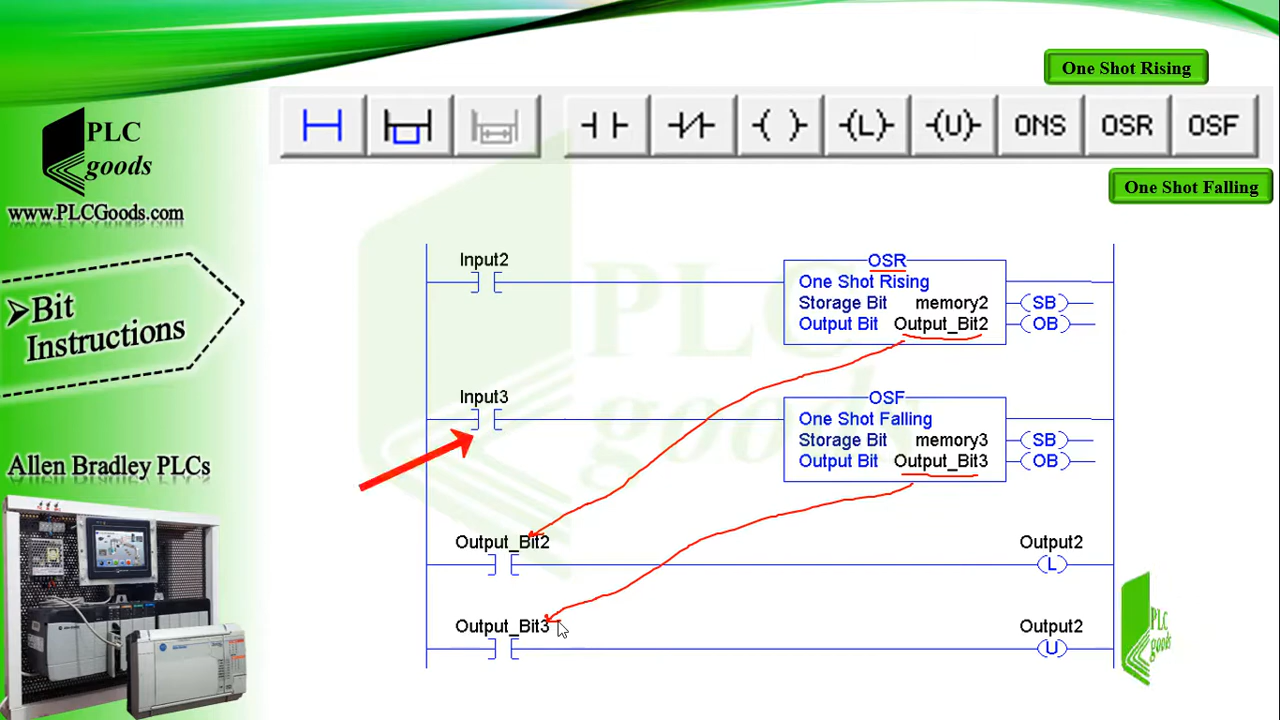 One Shot Rising
ONS OSR OSF
(L) (U)
One Shot Falling
PLC
goods
www.PLCGoods.com
➢Bit
Instructions
Allen Bradley PLCs
PLC
goods
Input2
OSR
One Shot Rising
Storage Bit memory2
Output Bit Output_Bit2
SB
OB
Input3
OSF
One Shot Falling
Storage Bit memory3
Output Bit Output_Bit3
SB
OB
Output_Bit2
Output2
L
Output_Bit3
Output2
U
PLC
goods